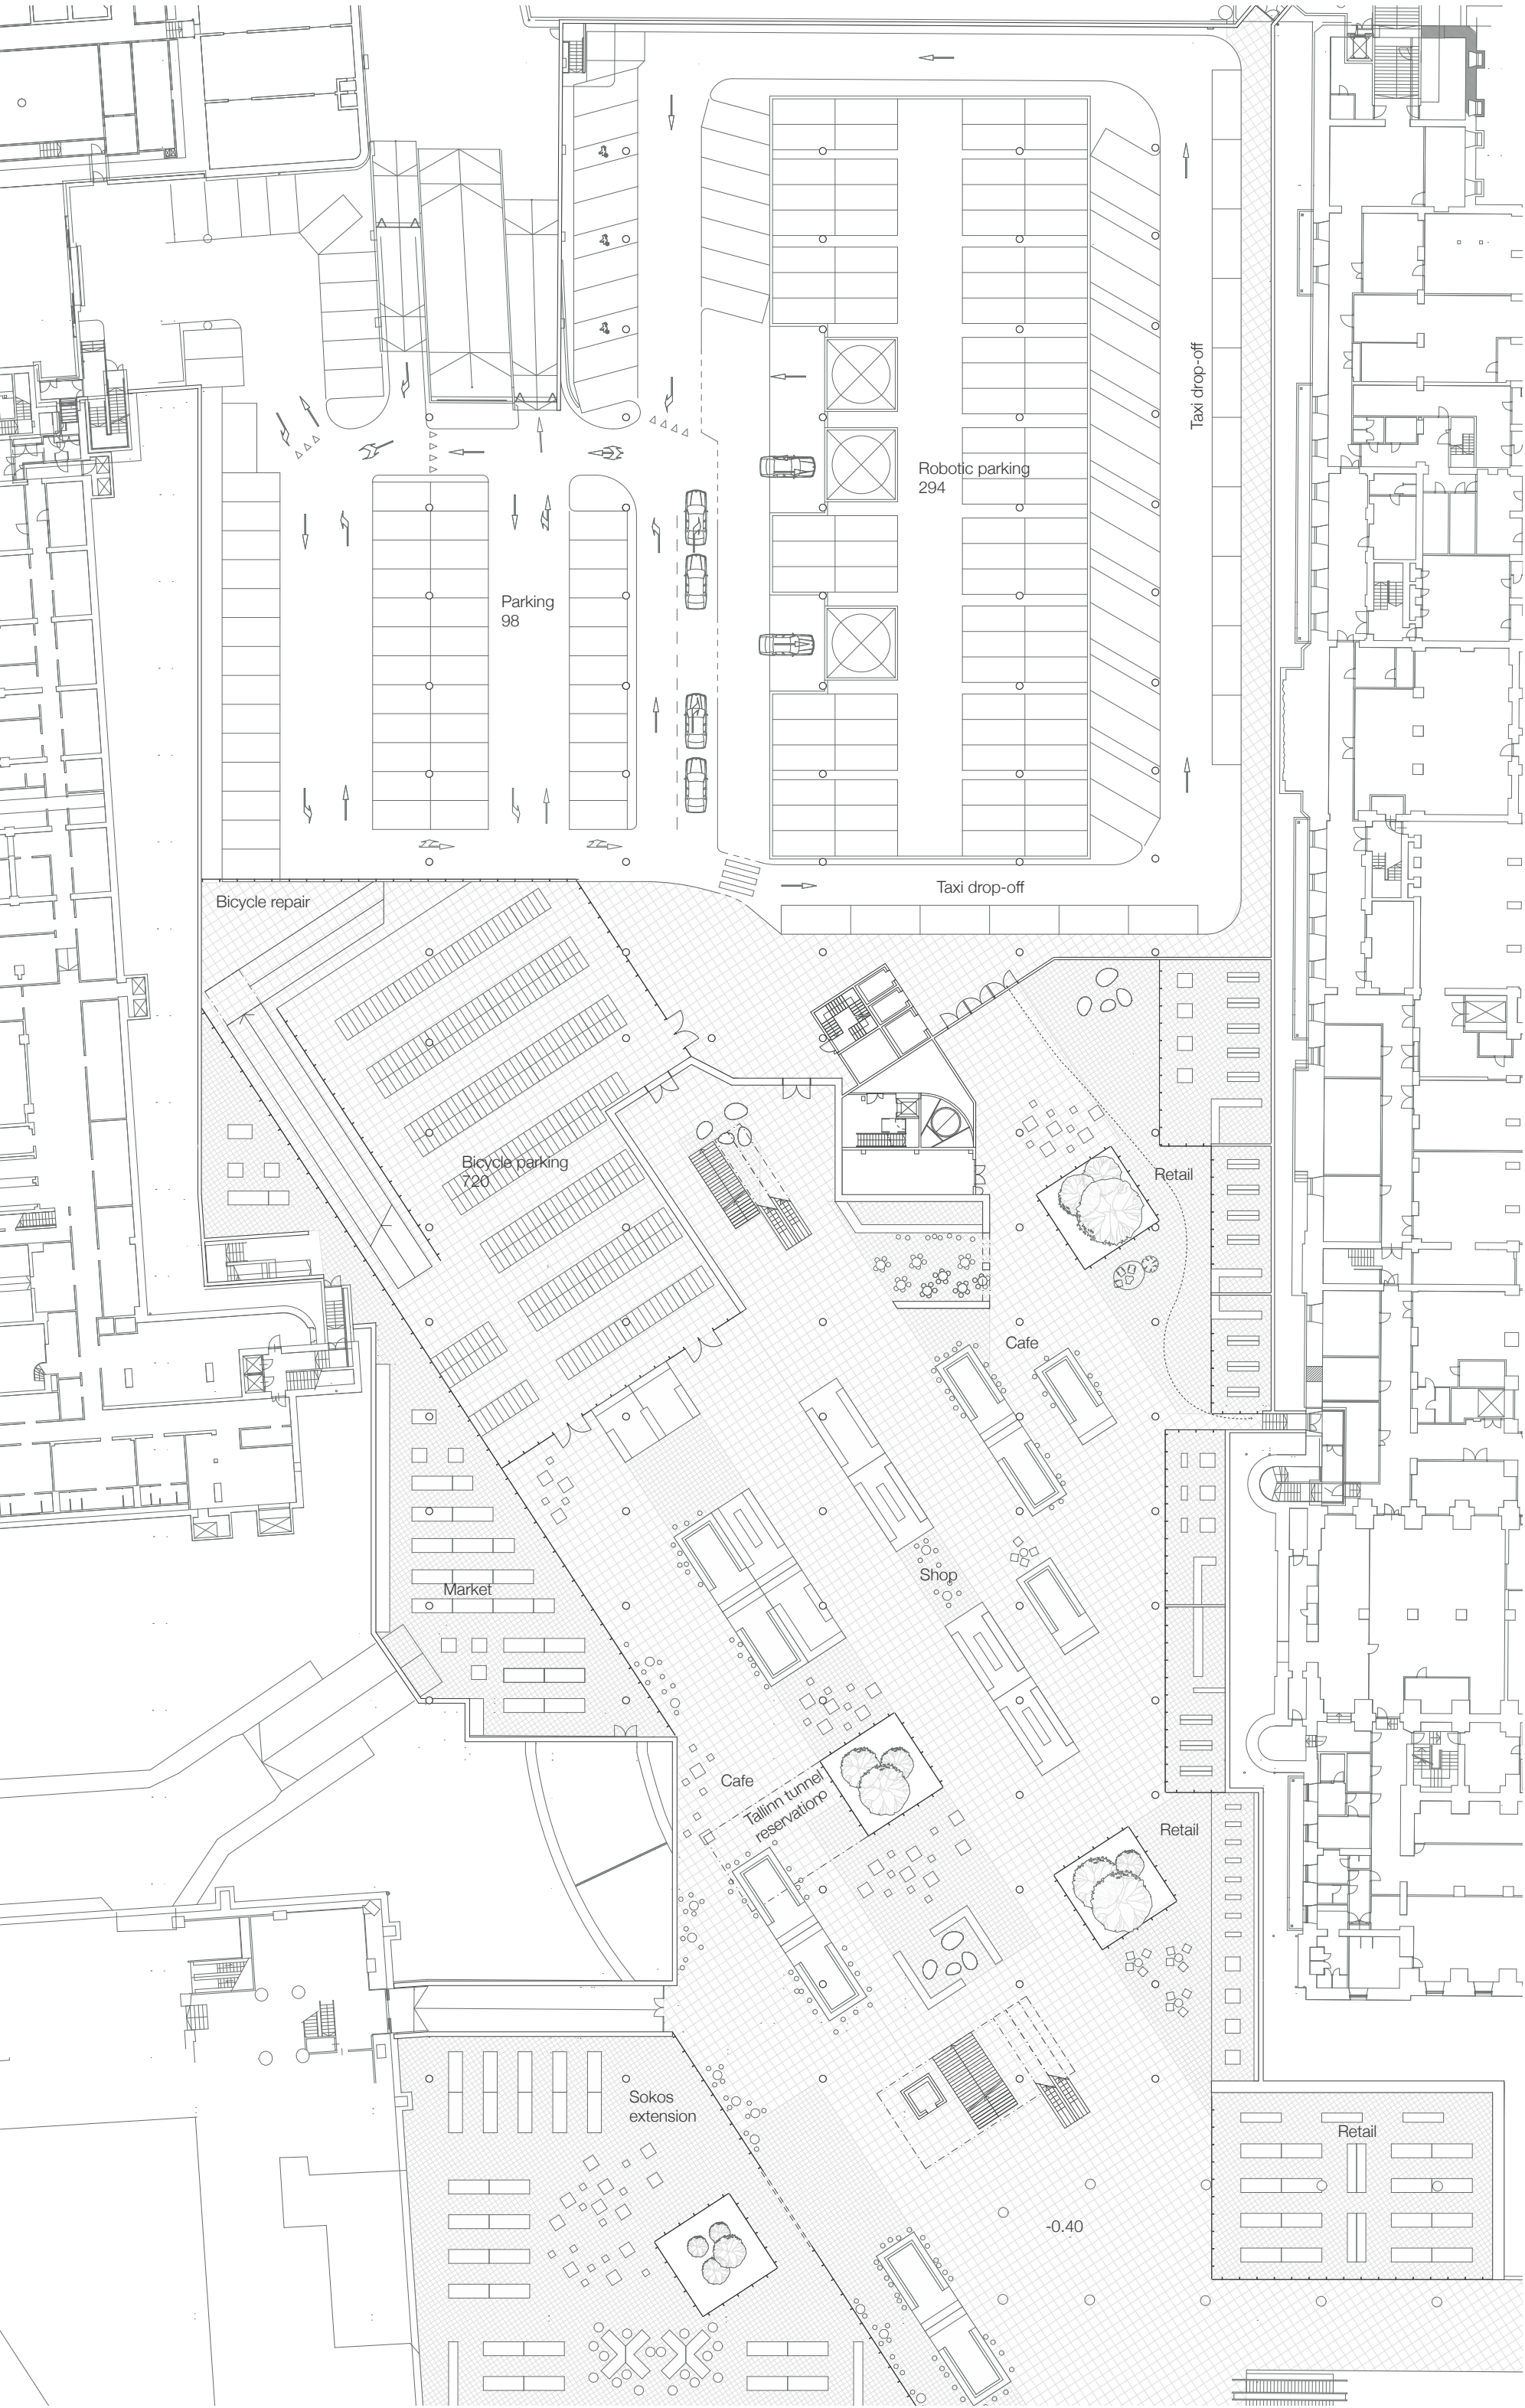 Taxi drop-off
Robotic parking
294
Parking
98
Taxi drop-off
Bicycle repair
Bicycle parking
720
Retail
Cafe
Shop
Market
Cafe
Tallinn tunnel
reservation
Retail
Sokos
extension
Retail
-0.40